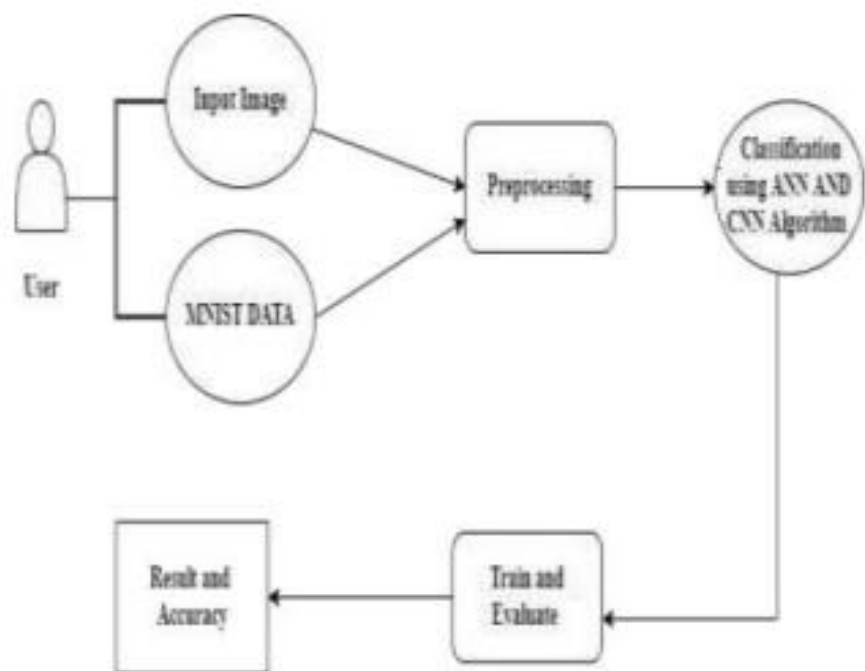 Input Image
User
MNIST DATA
Preprocessing
Classification
using ANN AND
CNN Algorithm
Train and
Evaluate
Result and
Accuracy